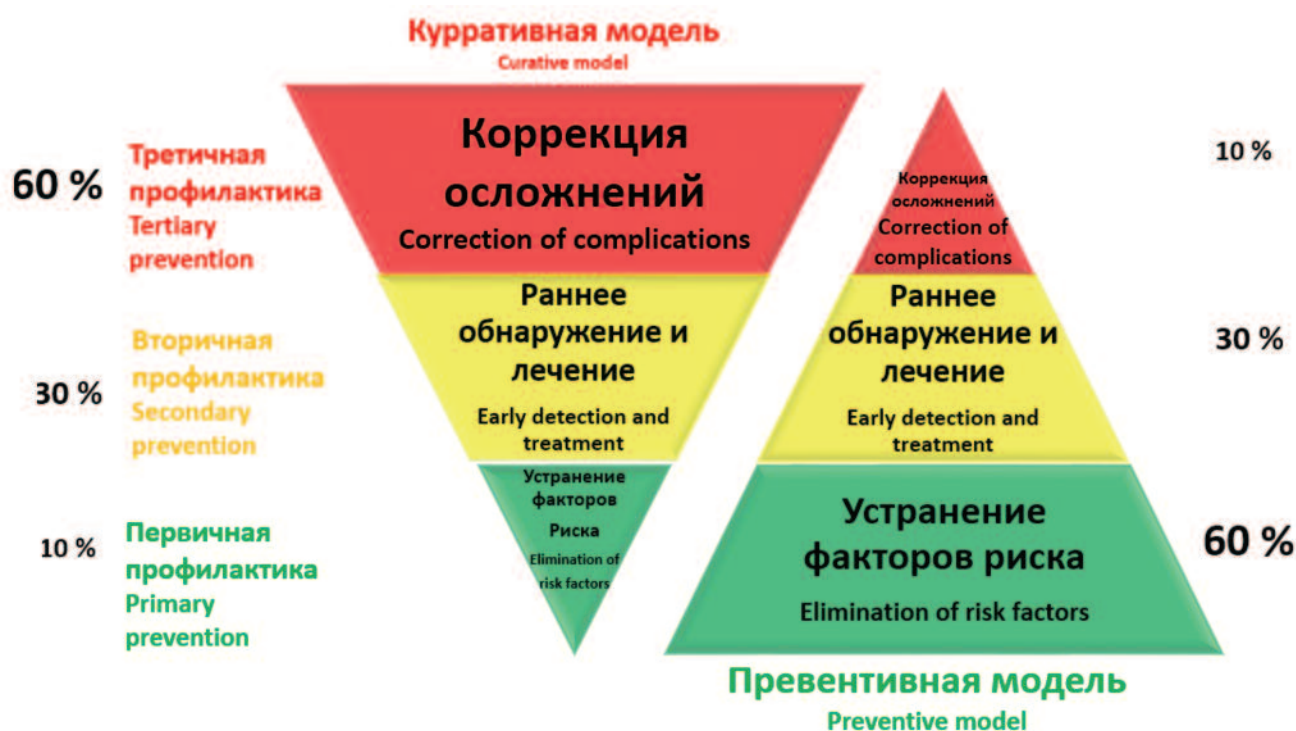 Курративная модель
Curative model
60 %
Третичная
профилактика
Tertiary
prevention
Коррекция
осложнений
Correction of complications
Коррекция
осложнений
Correction of
complications
10 %
30 %
Вторичная
профилактика
Secondary
prevention
Раннее
обнаружение и
лечение
Early detection and
treatment
Раннее
обнаружение и
лечение
Early detection and
treatment
30 %
10 %
Первичная
профилактика
Primary
prevention
Устранение
факторов
Риска
Elimination of
risk factors
Устранение
факторов риска
Elimination of risk factors
60 %
Превентивная модель
Preventive model